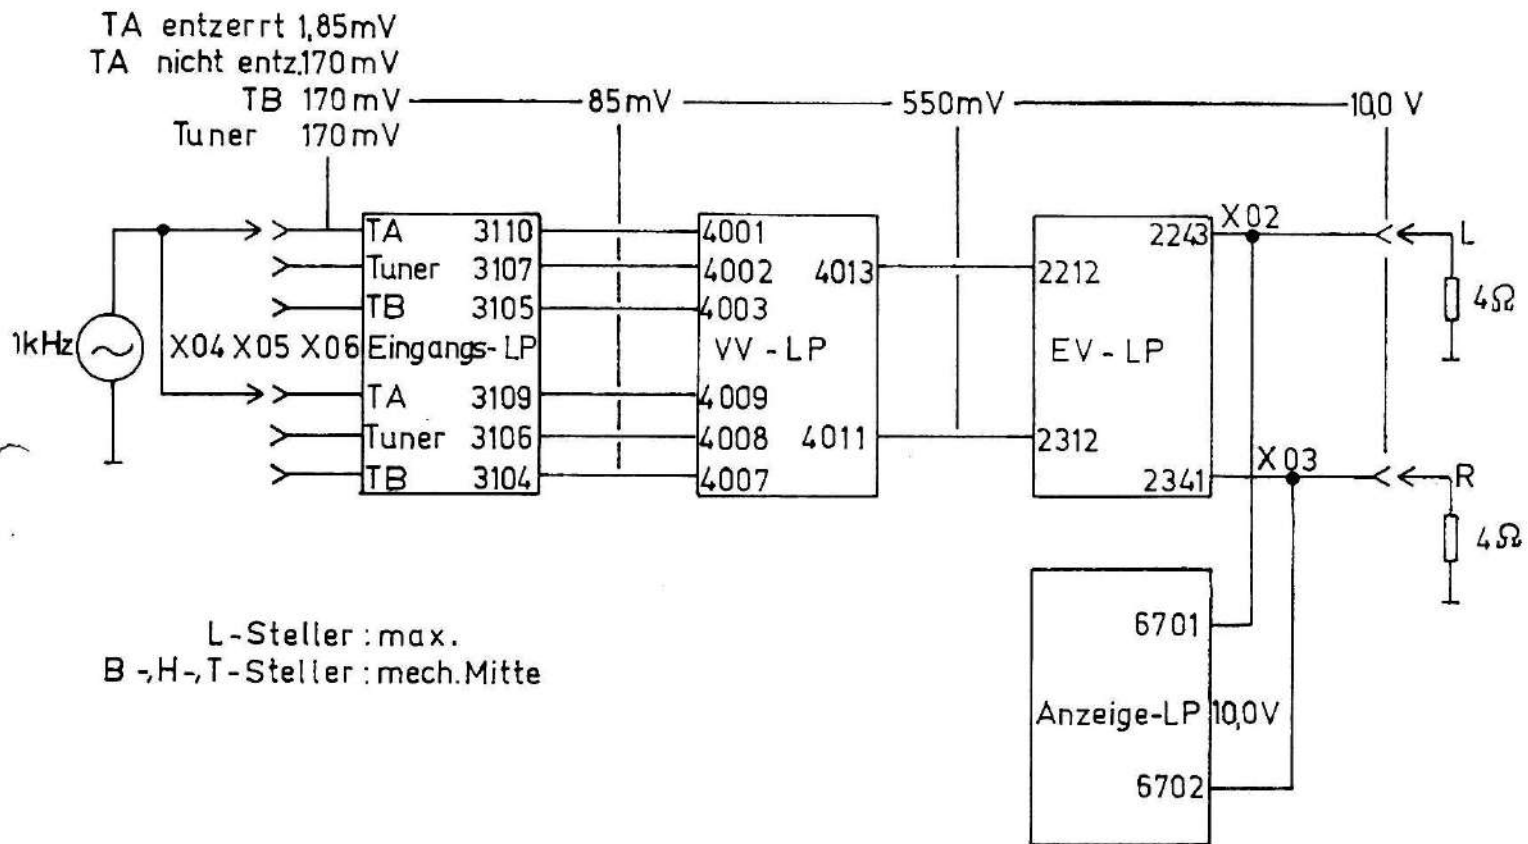 TA entzerrt 1,85mV
TA nicht entz.170mV
TB 170mV
Tuner 170mV
85mV
550mV
10,0 V
1kHz
X04 X05 X06
TA 3110
Tuner 3107
TB 3105
Eingangs-LP
TA 3109
Tuner 3106
TB 3104
4001
4002 4013
4003
VV-LP
4009
4008 4011
4007
2243
2212
EV-LP
2312
2341
X02
L
4Ω
X03
R
4Ω
6701
Anzeige-LP 10,0V
6702
L-Steller : max.
B-,H-,T-Steller : mech.Mitte